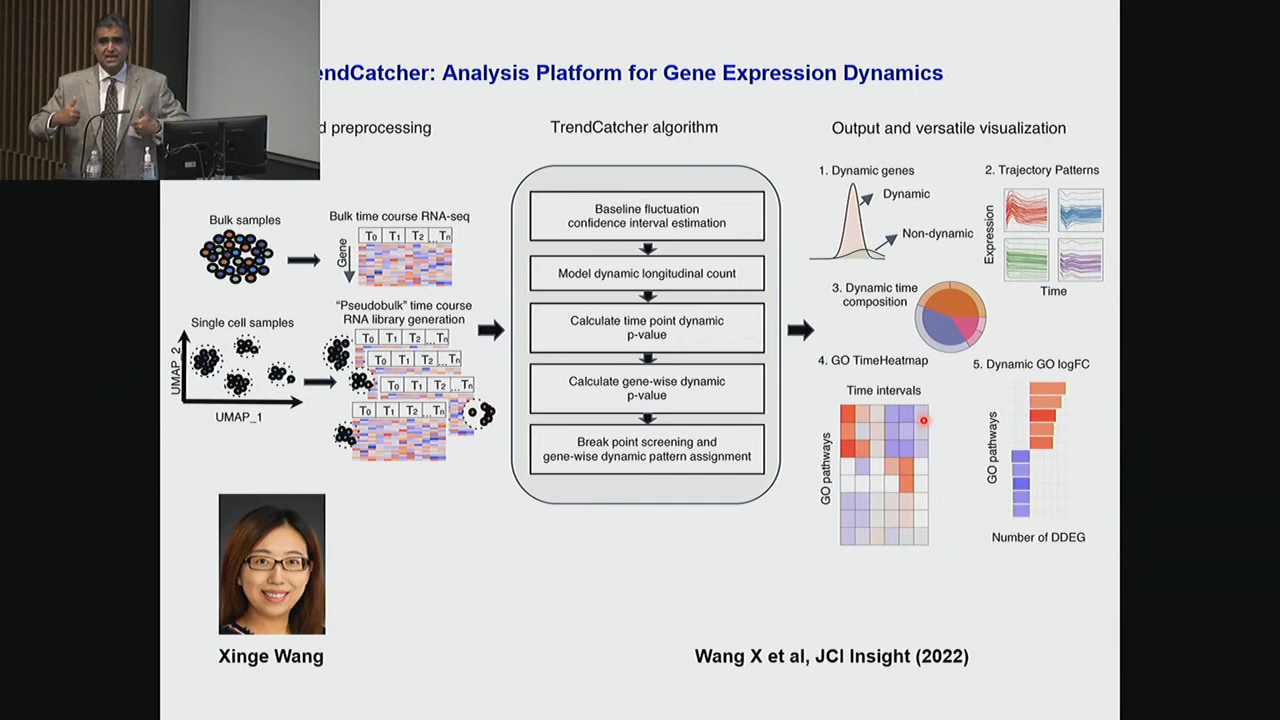 endCatcher: Analysis Platform for Gene Expression Dynamics
d preprocessing
TrendCatcher algorithm
Output and versatile visualization
Bulk samples
Bulk time course RNA-seq
T0 T1 T2 ...Tn
Gene
Single cell samples
UMAP_2
UMAP_1
"Pseudobulk" time course
RNA library generation
T0 T1 T2 ...Tn
T0 T1 T2 ...Tn
T0 T1 T2 ...Tn
T0 T1 T2 ...Tn
Baseline fluctuation
confidence interval estimation
Model dynamic longitudinal count
Calculate time point dynamic
p-value
Calculate gene-wise dynamic
p-value
Break point screening and
gene-wise dynamic pattern assignment
1. Dynamic genes
Dynamic
Non-dynamic
2. Trajectory Patterns
Expression
Time
3. Dynamic time
composition
4. GO TimeHeatmap
Time intervals
GO pathways
5. Dynamic GO logFC
GO pathways
Number of DDEG
Xinge Wang
Wang X et al, JCI Insight (2022)